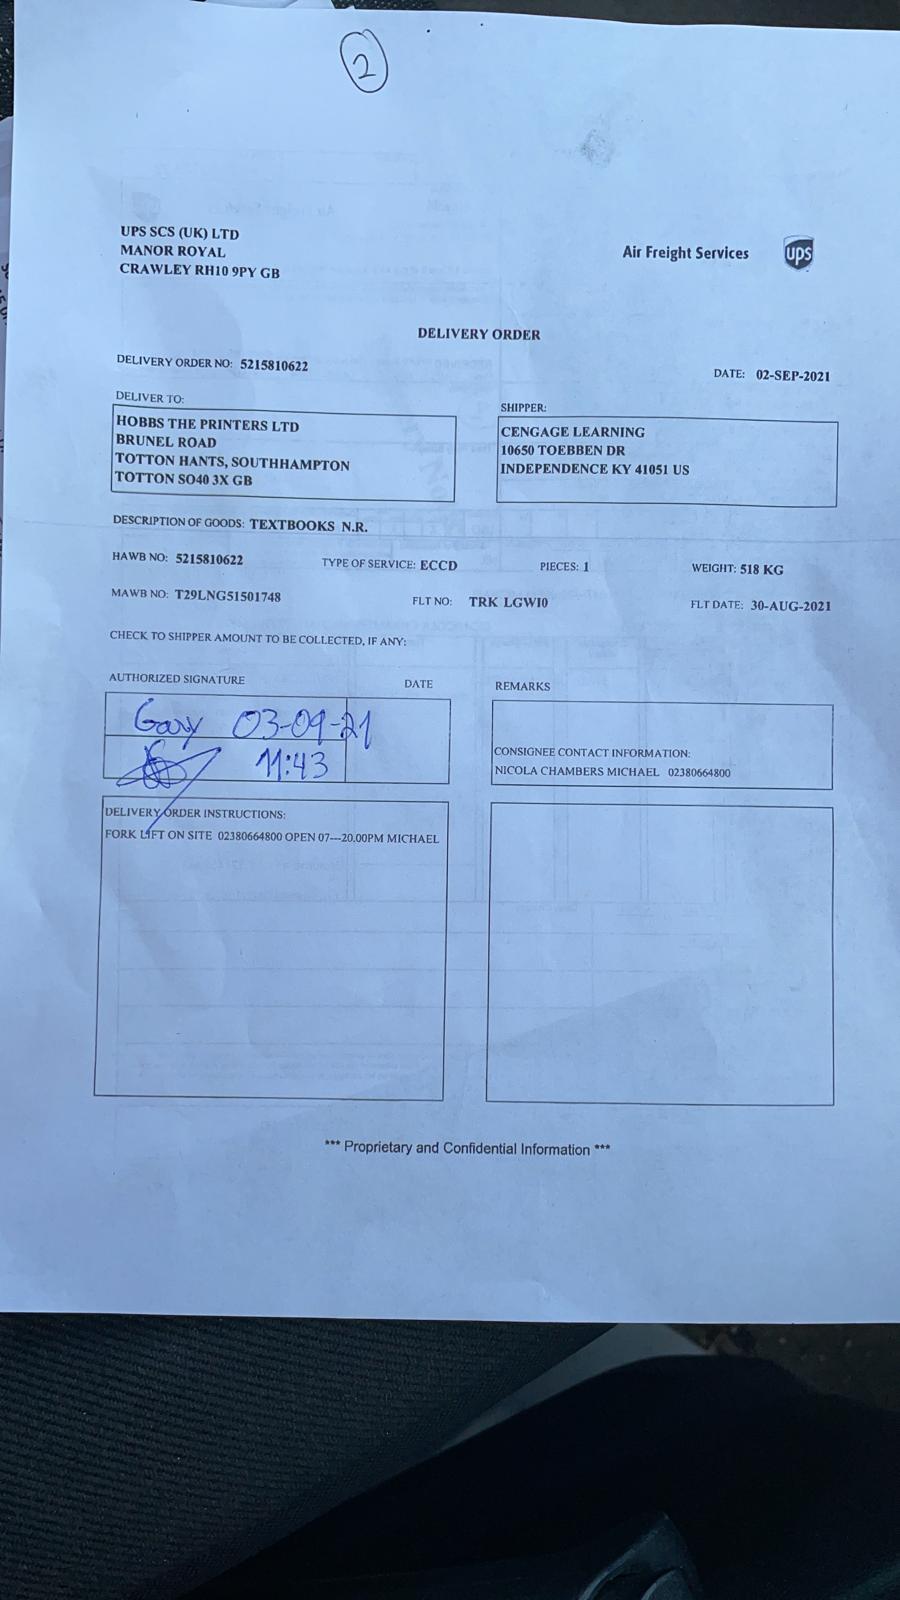 2
UPS SCS (UK) LTD
MANOR ROYAL
CRAWLEY RH10 9PY GB
Air Freight Services
ups
DELIVERY ORDER
DELIVERY ORDER NO: 5215810622
DATE: 02-SEP-2021
DELIVER TO:
HOBBS THE PRINTERS LTD
BRUNEL ROAD
TOTTON HANTS, SOUTHHAMPTON
TOTTON SO40 3X GB
SHIPPER:
CENGAGE LEARNING
10650 TOEBBEN DR
INDEPENDENCE KY 41051 US
DESCRIPTION OF GOODS: TEXTBOOKS N.R.
HAWB NO: 5215810622 TYPE OF SERVICE: ECCD PIECES: 1 WEIGHT: 518 KG
MAWB NO: T29LNG51501748 FLT NO: TRK LGWI0 FLT DATE: 30-AUG-2021
CHECK TO SHIPPER AMOUNT TO BE COLLECTED, IF ANY:
AUTHORIZED SIGNATURE DATE
Gary 03-09-21
11:43
REMARKS
CONSIGNEE CONTACT INFORMATION:
NICOLA CHAMBERS MICHAEL 02380664800
DELIVERY ORDER INSTRUCTIONS:
FORK LIFT ON SITE 02380664800 OPEN 07---20.00PM MICHAEL
*** Proprietary and Confidential Information ***